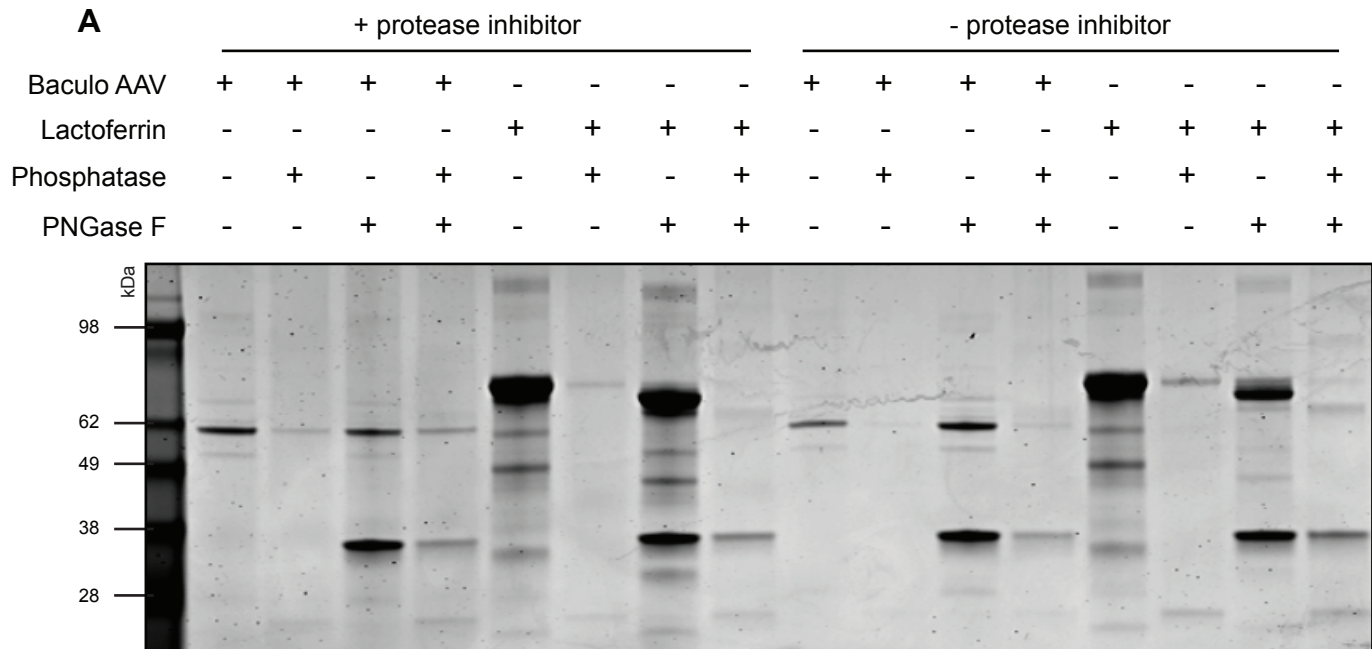 A
+ protease inhibitor - protease inhibitor
Baculo AAV + + + + - - - - + + + + - - - -
Lactoferrin - - - - + + + + - - - - + + + +
Phosphatase - + - + - + - + - + - + - + - +
PNGase F - - + + - - + + - - + + - - + +
kDa
98
62
49
38
28